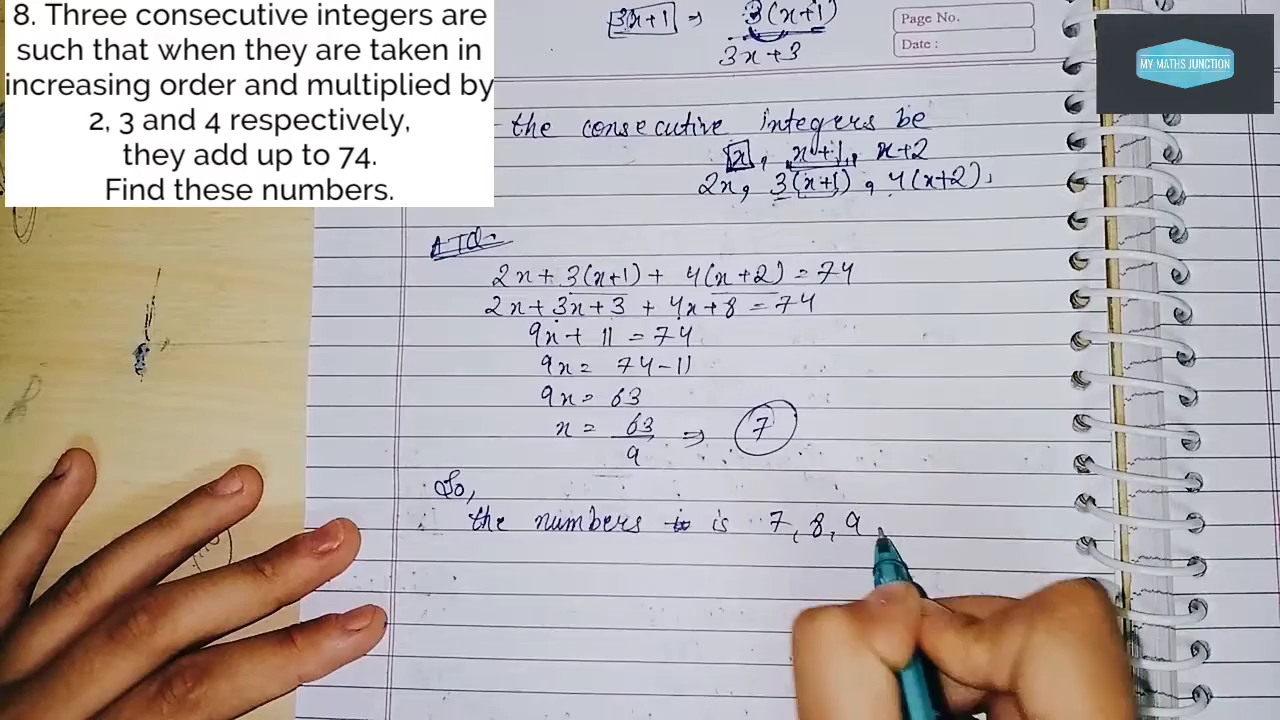 8. Three consecutive integers are
such that when they are taken in
increasing order and multiplied by
2, 3 and 4 respectively,
they add up to 74.
Find these numbers.
3x+1 ⇒ 3(x+1)
3x+3
Page No.
Date :
MY MATHS JUNCTION
the consecutive integers be
x, x+1, x+2
2x, 3(x+1), 4(x+2),
ATQ.
2x + 3(x+1) + 4(x+2) = 74
2x + 3x + 3 + 4x + 8 = 74
9x + 11 = 74
9x = 74-11
9x = 63
x = 63/9 ⇒ 7
So,
the numbers is 7, 8, 9